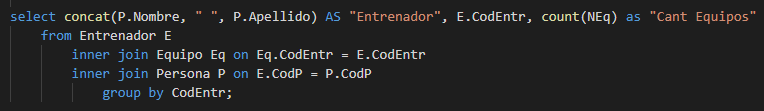 select concat(P.Nombre, " ", P.Apellido) AS "Entrenador", E.CodEntr, count(NEq) as "Cant Equipos"
from Entrenador E
inner join Equipo Eq on Eq.CodEntr = E.CodEntr
inner join Persona P on E.CodP = P.CodP
group by CodEntr;